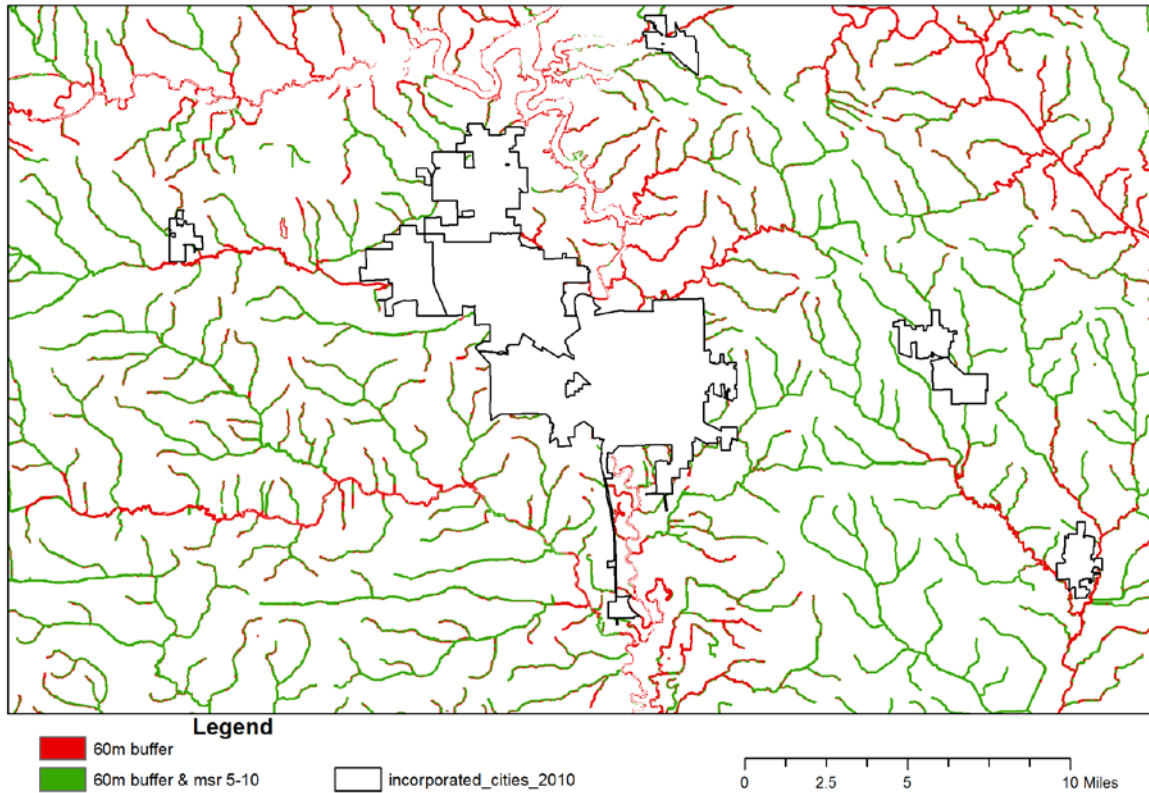 Legend
60m buffer
60m buffer & msr 5-10
incorporated_cities_2010
0 2.5 5 10 Miles